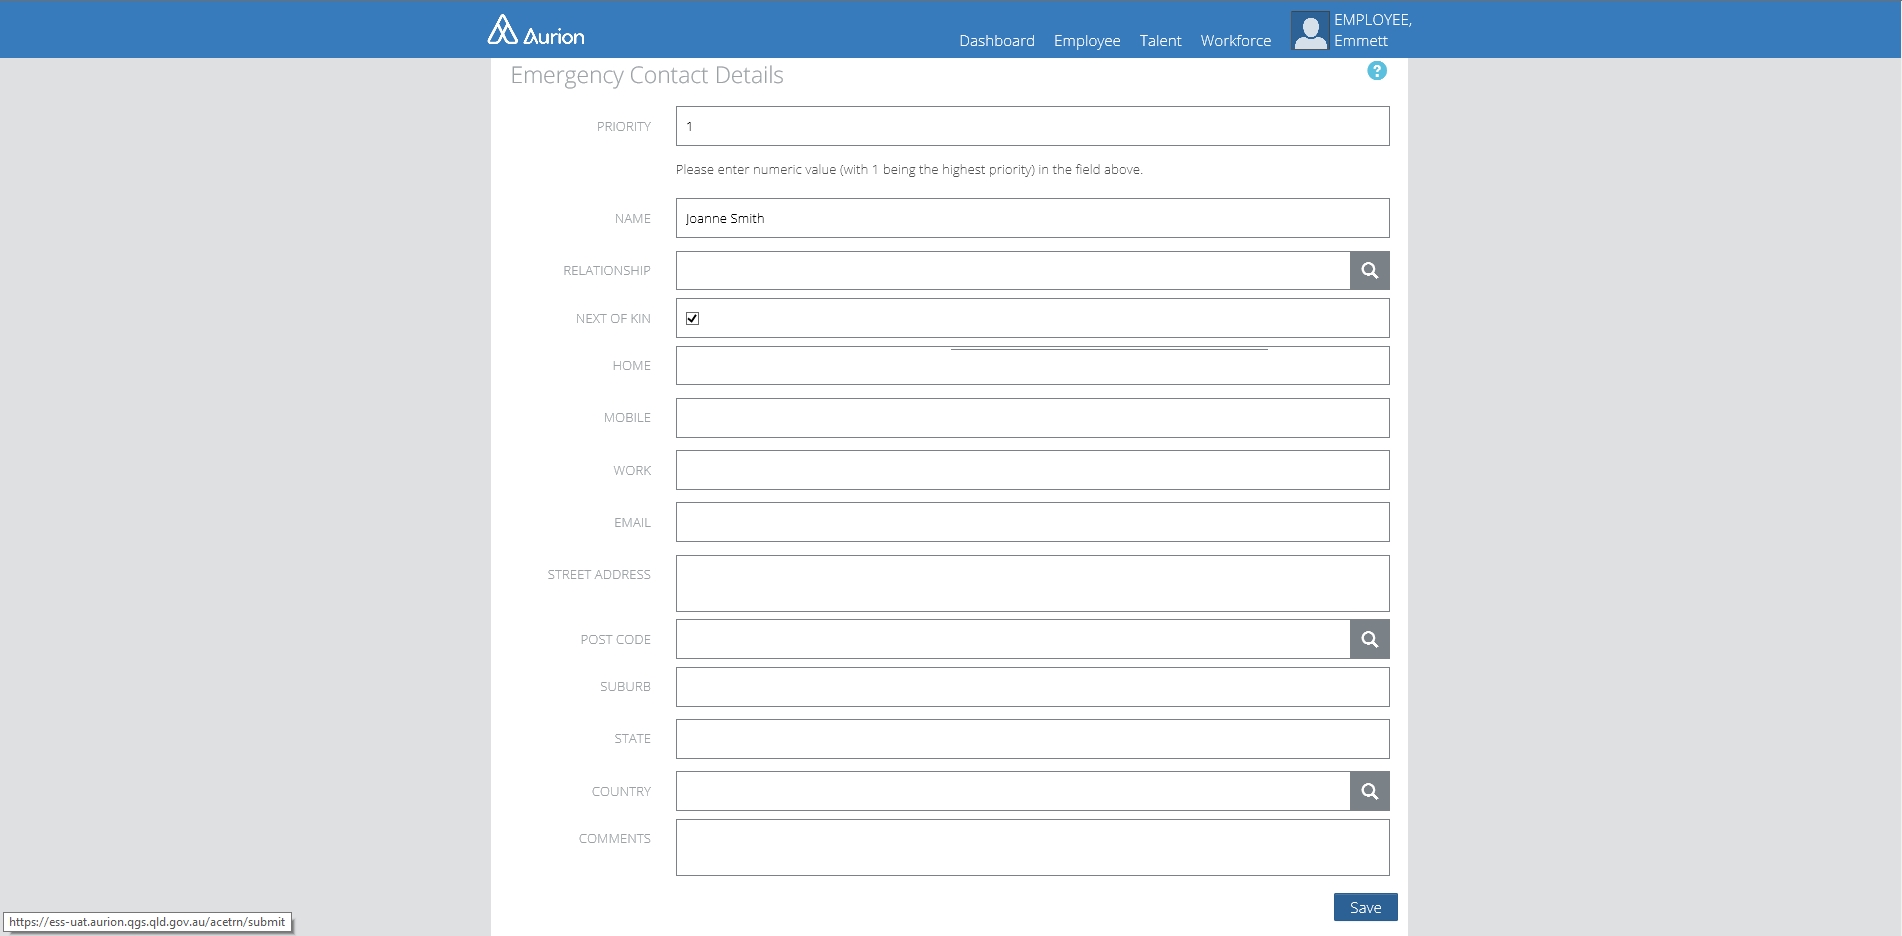 Aurion
Dashboard Employee Talent Workforce
EMPLOYEE,
Emmett
Emergency Contact Details
?
PRIORITY
1
Please enter numeric value (with 1 being the highest priority) in the field above.
NAME
Joanne Smith
RELATIONSHIP
NEXT OF KIN
HOME
MOBILE
WORK
EMAIL
STREET ADDRESS
POST CODE
SUBURB
STATE
COUNTRY
COMMENTS
Save
https://ess-uat.aurion.qgs.qld.gov.au/acetrn/submit